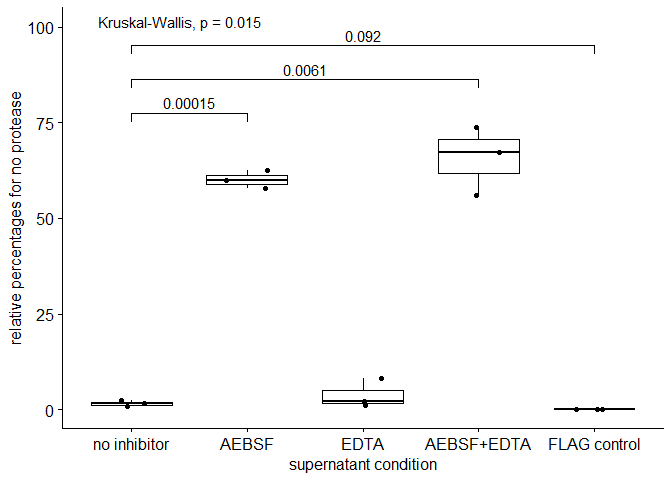 Kruskal-Wallis, p = 0.015
0.092
0.0061
0.00015
100
75
50
25
0
relative percentages for no protease
no inhibitor AEBSF EDTA AEBSF+EDTA FLAG control
supernatant condition